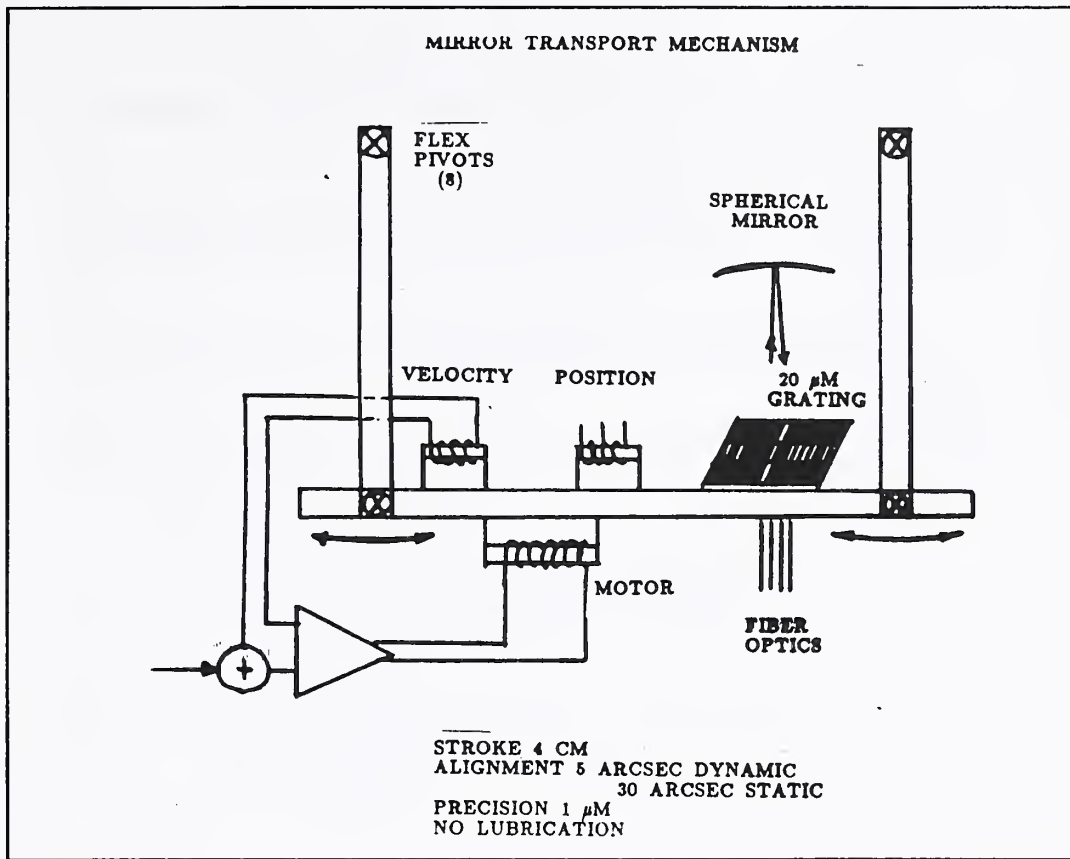 MIRROR TRANSPORT MECHANISM
FLEX
PIVOTS
(8)
SPHERICAL
MIRROR
VELOCITY
POSITION
20 µM
GRATING
MOTOR
FIBER
OPTICS
+
STROKE 4 CM
ALIGNMENT 5 ARCSEC DYNAMIC
30 ARCSEC STATIC
PRECISION 1 µM
NO LUBRICATION